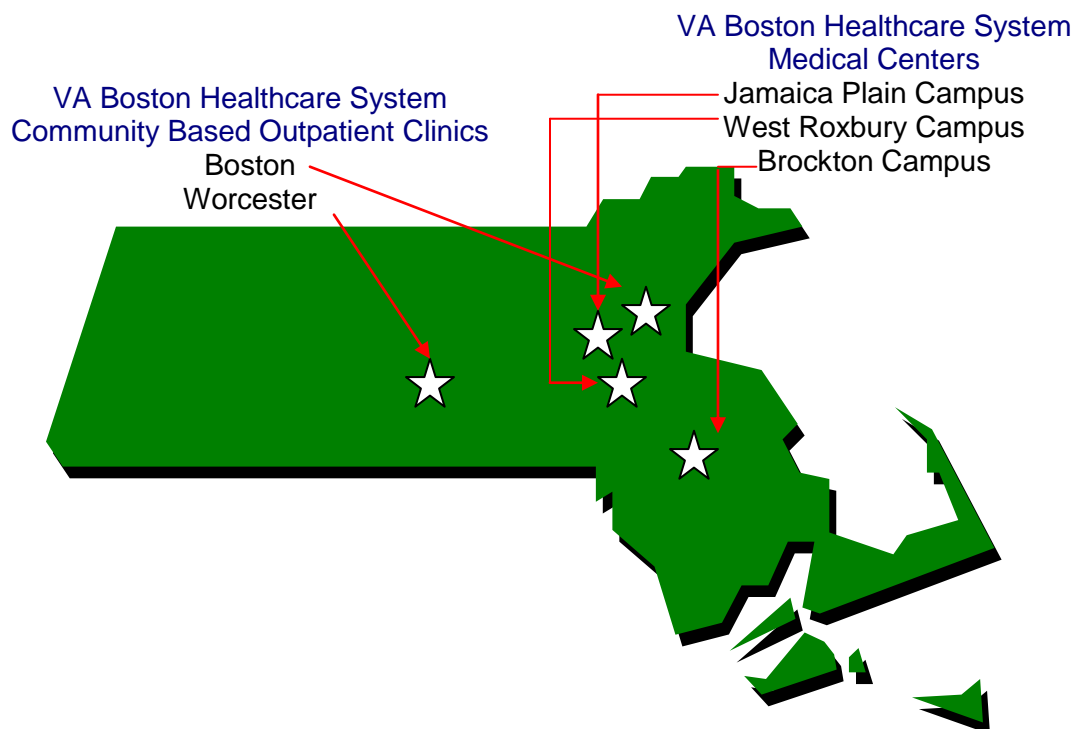 VA Boston Healthcare System
Community Based Outpatient Clinics
Boston
Worcester
VA Boston Healthcare System
Medical Centers
Jamaica Plain Campus
West Roxbury Campus
Brockton Campus